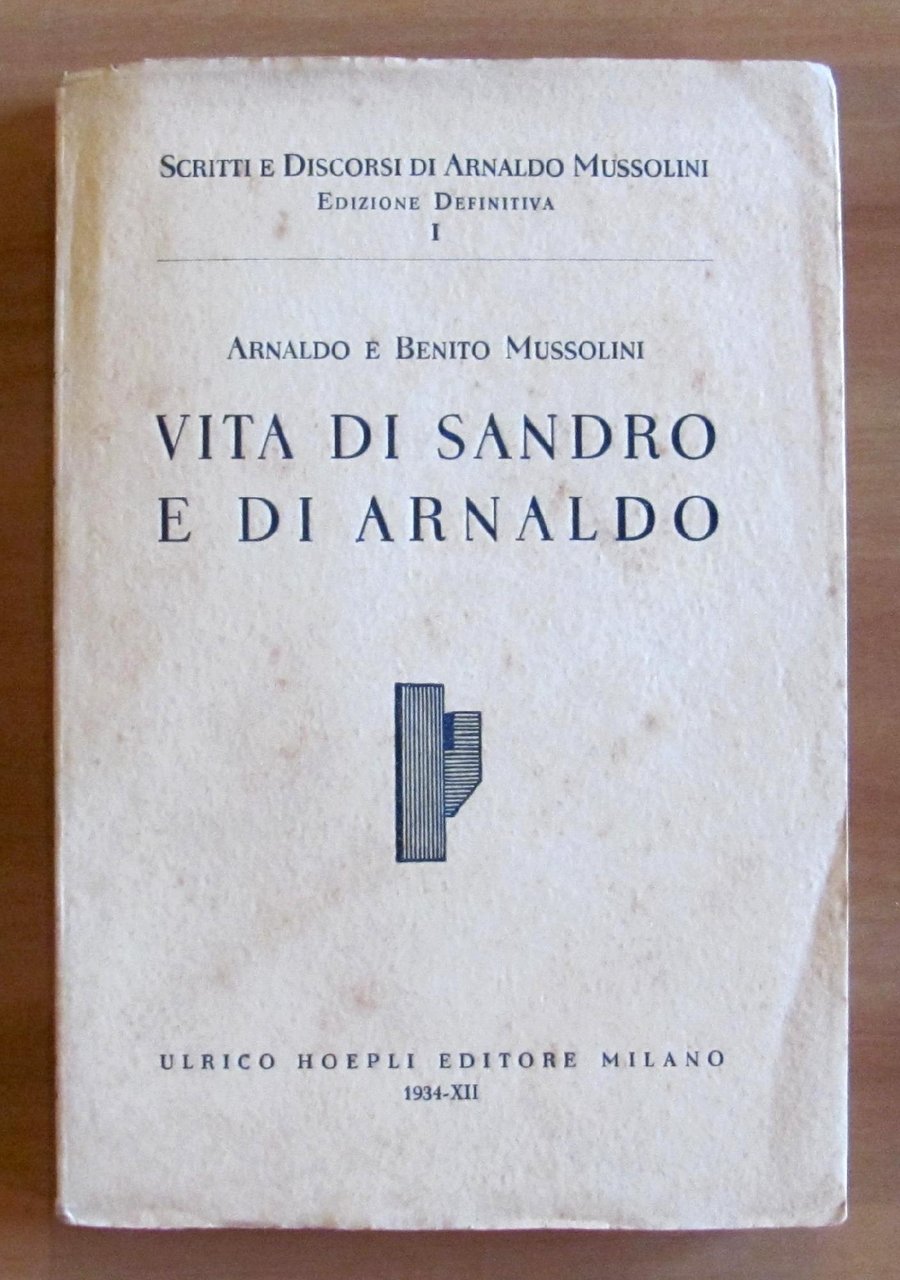 Scritti e Discorsi di Arnaldo Mussolini
Edizione Definitiva
I
Arnaldo e Benito Mussolini
VITA DI SANDRO
E DI ARNALDO
ULRICO HOEPLI EDITORE MILANO
1934-XII